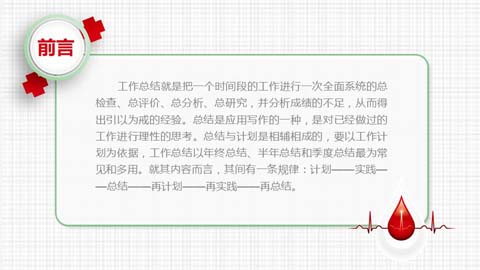 前言
工作总结就是把一个时间段的工作进行一次全面系统的总
检查、总评价、总分析、总研究，并分析成绩的不足，从而得
出引以为戒的经验。总结是应用写作的一种，是对已经做过的
工作进行理性的思考。总结与计划是相辅相成的，要以工作计
划为依据，工作总结以年终总结、半年总结和季度总结最为常
见和多用。就其内容而言，其间有一条规律：计划——实践—
—总结——再计划——再实践——再总结。